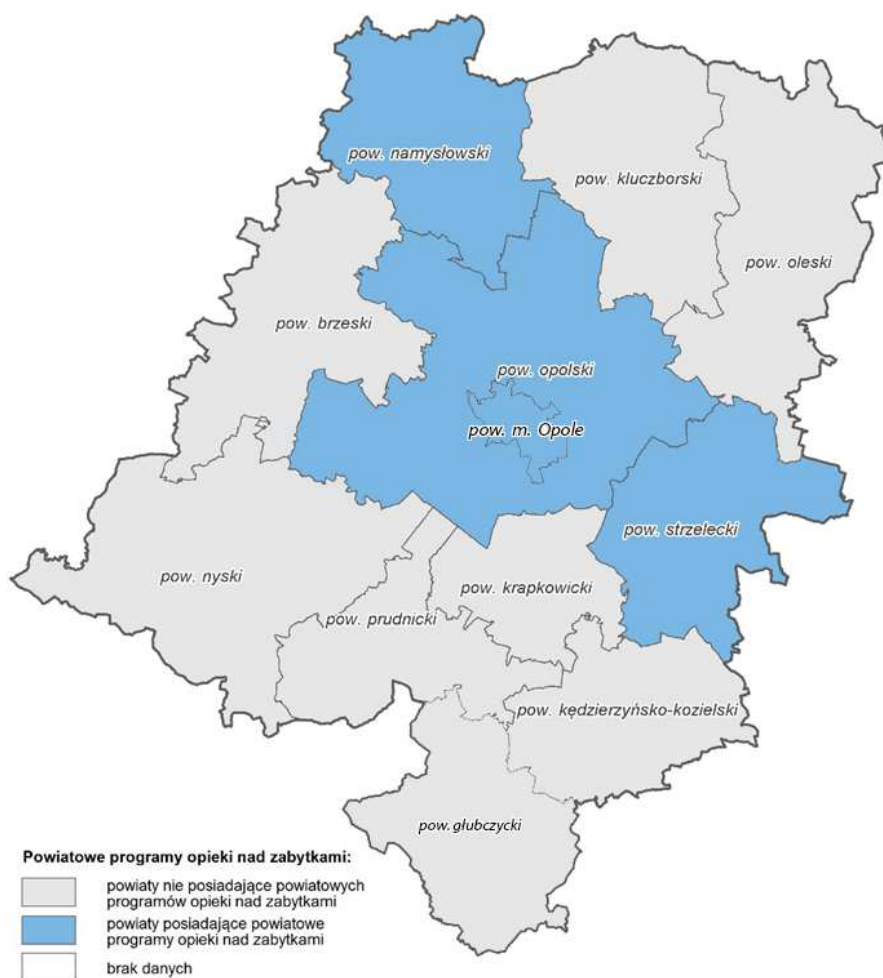 pow. namysłowski
pow. kluczborski
pow. oleski
pow. brzeski
pow. opolski
pow. m. Opole
pow. strzelecki
pow. nyski
pow. krapkowicki
pow. prudnicki
pow. kędzierzyńsko-kozielski
pow. głubczycki
Powiatowe programy opieki nad zabytkami:
powiaty nie posiadające powiatowych
programów opieki nad zabytkami
powiaty posiadające powiatowe
programy opieki nad zabytkami
brak danych